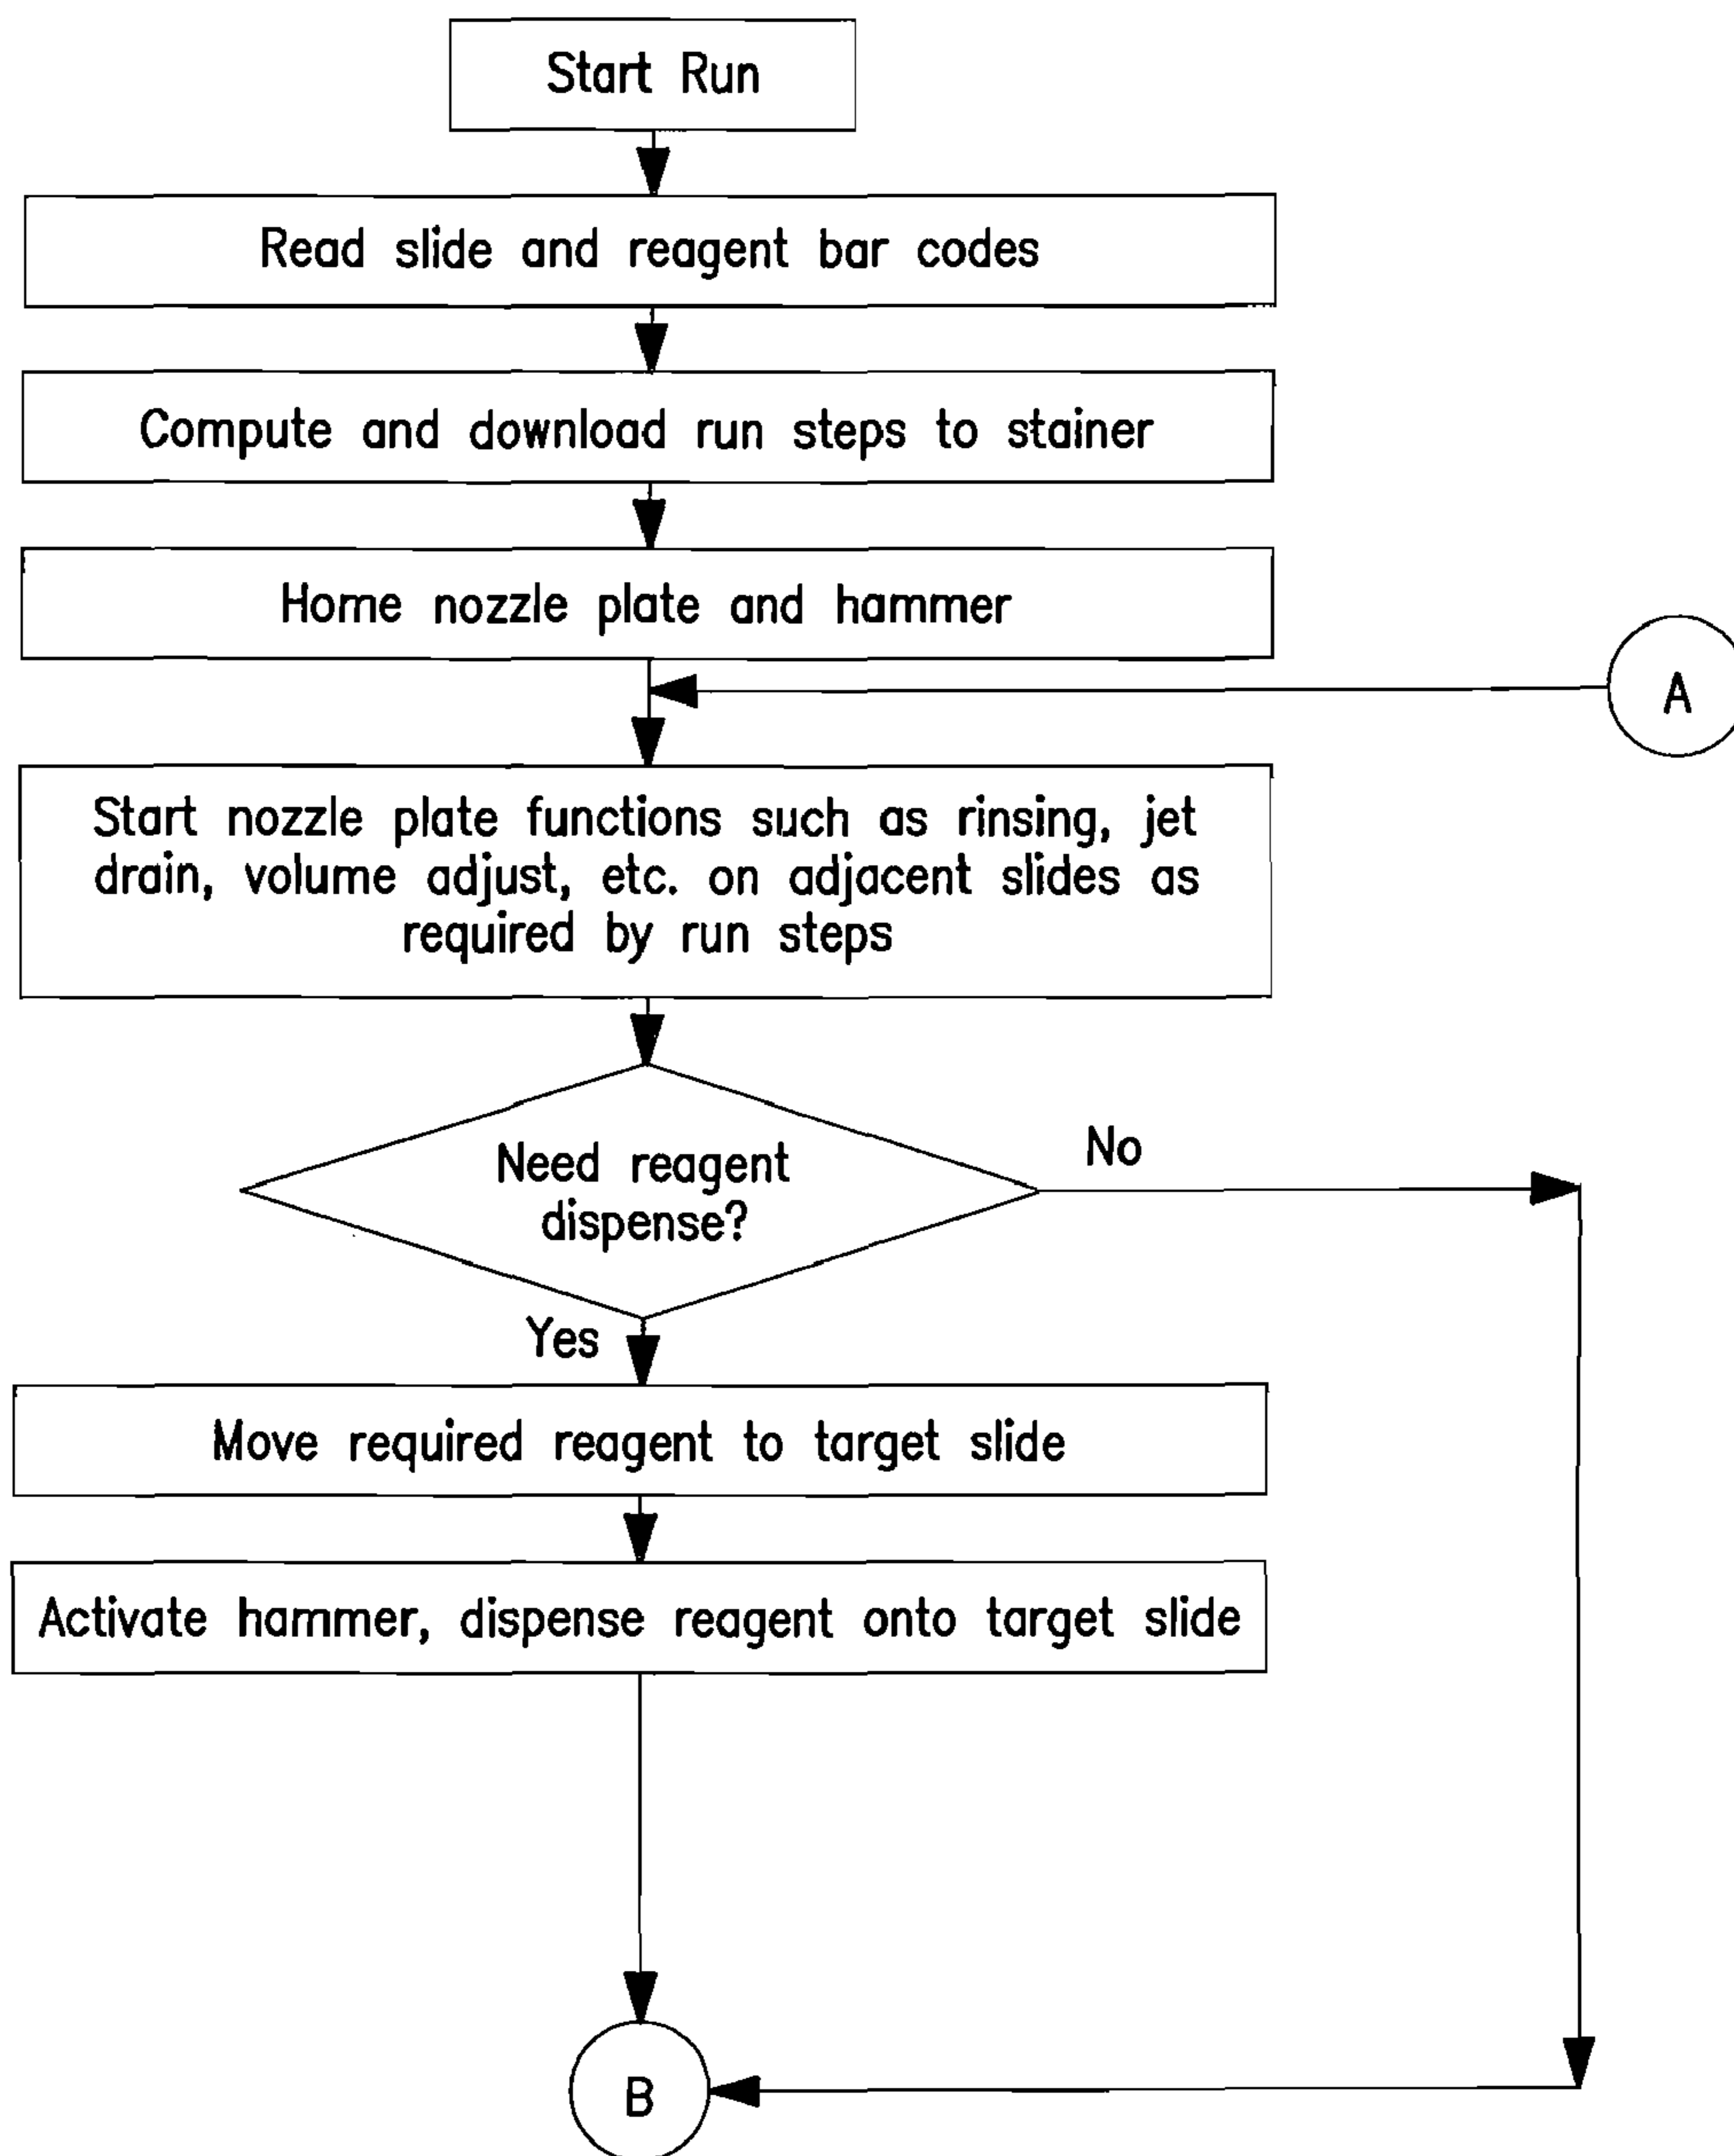 Start Run
Read slide and reagent bar codes
Compute and download run steps to stainer
Home nozzle plate and hammer
A
Start nozzle plate functions such as rinsing, jet
drain, volume adjust, etc. on adjacent slides as
required by run steps
Need reagent
dispense?
No
Yes
Move required reagent to target slide
Activate hammer, dispense reagent onto target slide
B